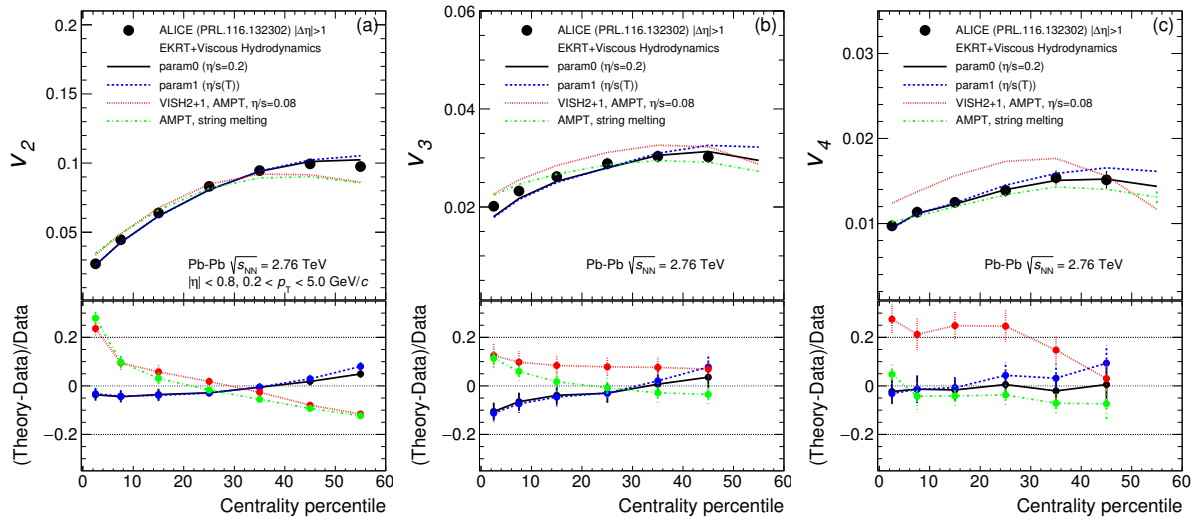 (a)
0.2
0.15
0.1
0.05
v2
ALICE (PRL.116.132302) |Δη|>1
EKRT+Viscous Hydrodynamics
param0 (η/s=0.2)
param1 (η/s(T))
VISH2+1, AMPT, η/s=0.08
AMPT, string melting
Pb-Pb √sNN = 2.76 TeV
|η| < 0.8, 0.2 < pT < 5.0 GeV/c
(Theory-Data)/Data
0.2
0
−0.2
0 10 20 30 40 50 60
Centrality percentile
(b)
0.06
0.04
0.02
v3
ALICE (PRL.116.132302) |Δη|>1
EKRT+Viscous Hydrodynamics
param0 (η/s=0.2)
param1 (η/s(T))
VISH2+1, AMPT, η/s=0.08
AMPT, string melting
Pb-Pb √sNN = 2.76 TeV
(Theory-Data)/Data
0.2
0
−0.2
0 10 20 30 40 50 60
Centrality percentile
(c)
0.03
0.02
0.01
v4
ALICE (PRL.116.132302) |Δη|>1
EKRT+Viscous Hydrodynamics
param0 (η/s=0.2)
param1 (η/s(T))
VISH2+1, AMPT, η/s=0.08
AMPT, string melting
Pb-Pb √sNN = 2.76 TeV
(Theory-Data)/Data
0.2
0
−0.2
0 10 20 30 40 50 60
Centrality percentile